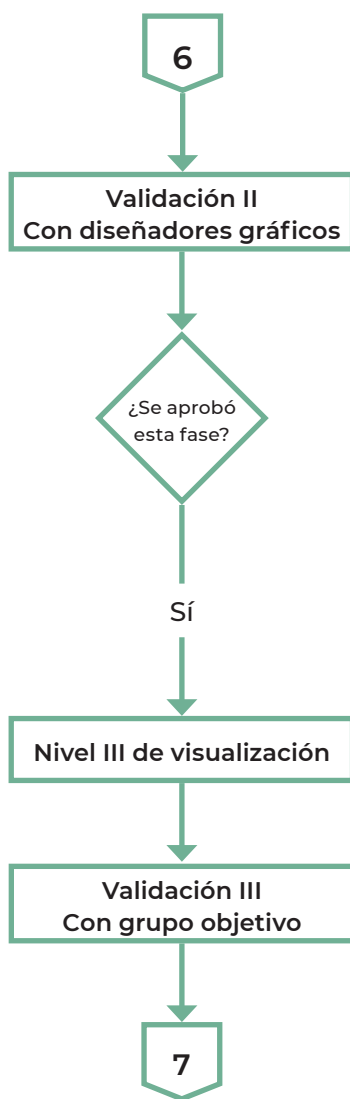 6
Validación II
Con diseñadores gráficos
¿Se aprobó
esta fase?
Sí
Nivel III de visualización
Validación III
Con grupo objetivo
7